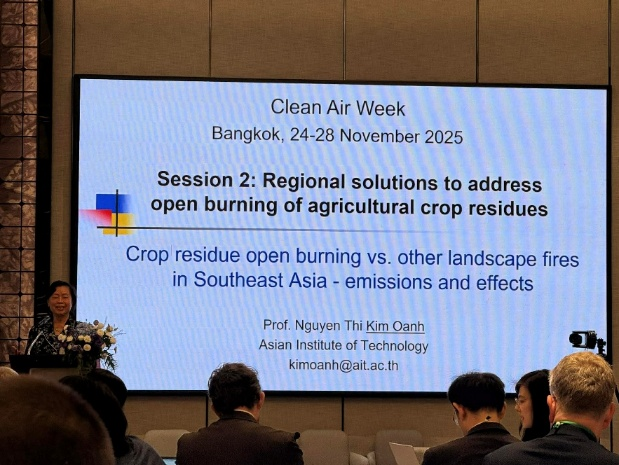 Clean Air Week
Bangkok, 24-28 November 2025
Session 2: Regional solutions to address
open burning of agricultural crop residues
Crop residue open burning vs. other landscape fires
in Southeast Asia - emissions and effects
Prof. Nguyen Thi Kim Oanh
Asian Institute of Technology
kimoanh@ait.ac.th